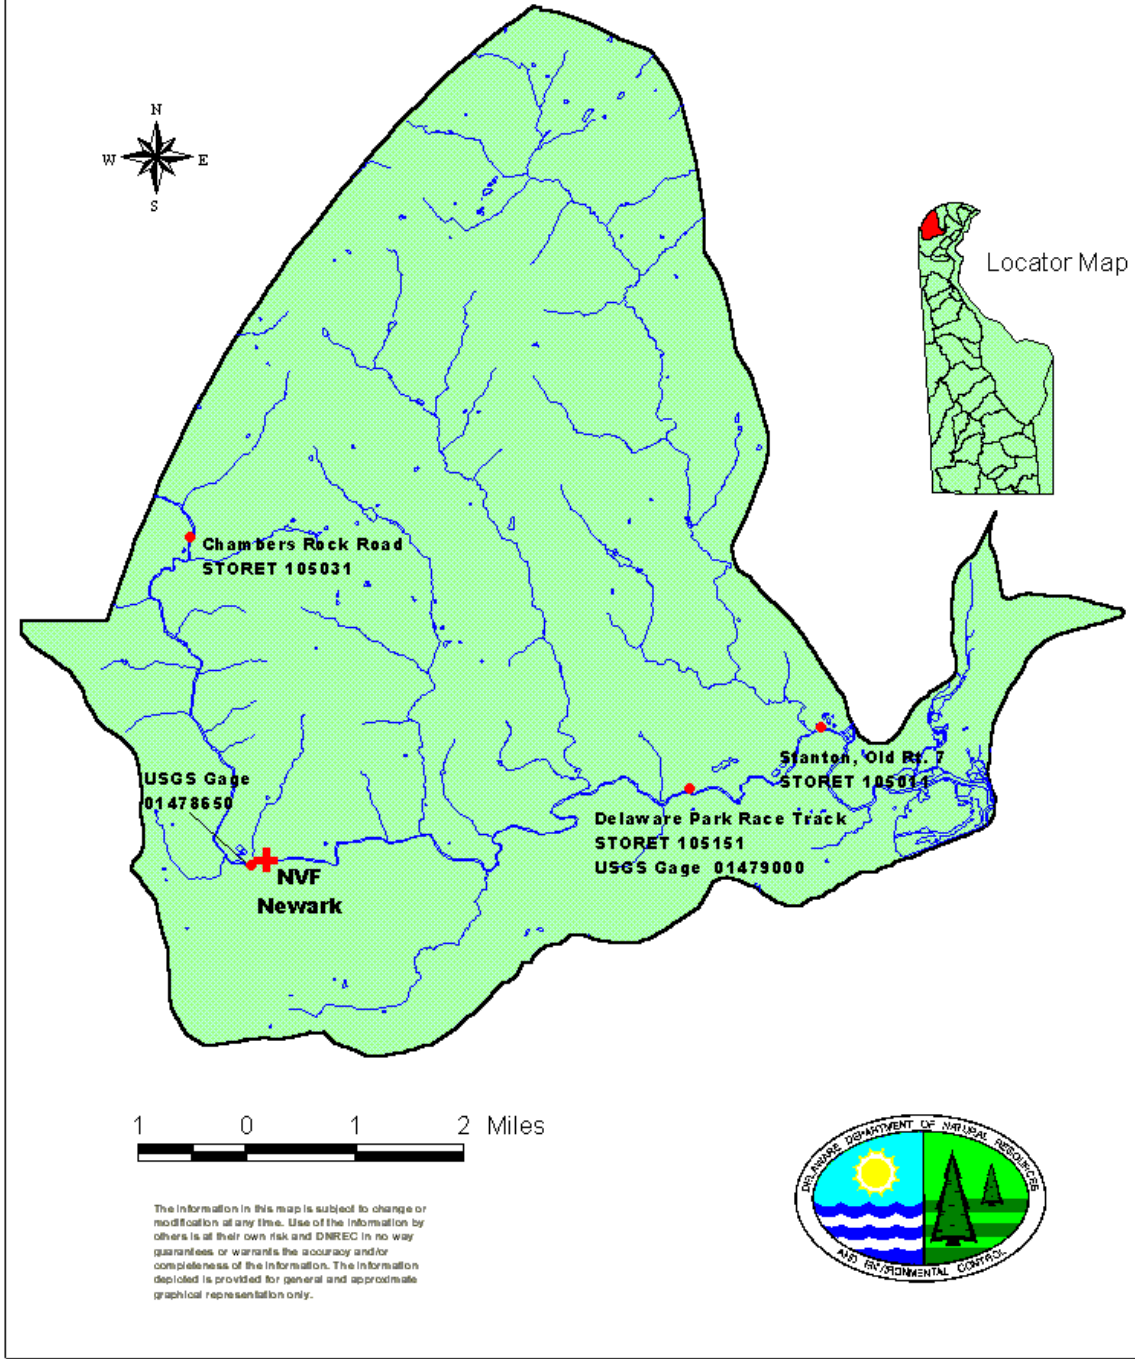 N
W E
S
Locator Map
Chambers Rock Road
STORET 105031
Stanton, Old Rt. 7
STORET 105011
USGS Gage
01478650
Delaware Park Race Track
STORET 105151
USGS Gage 01479000
NVF
Newark
1 0 1 2 Miles
The information in this map is subject to change or
modification at any time. Use of the information by
others is at their own risk and DNREC in no way
guarantees or warrants the accuracy and/or
completeness of the information. The information
depicted is provided for general and approximate
graphical representation only.
DELAWARE DEPARTMENT OF NATURAL RESOURCES
AND ENVIRONMENTAL CONTROL